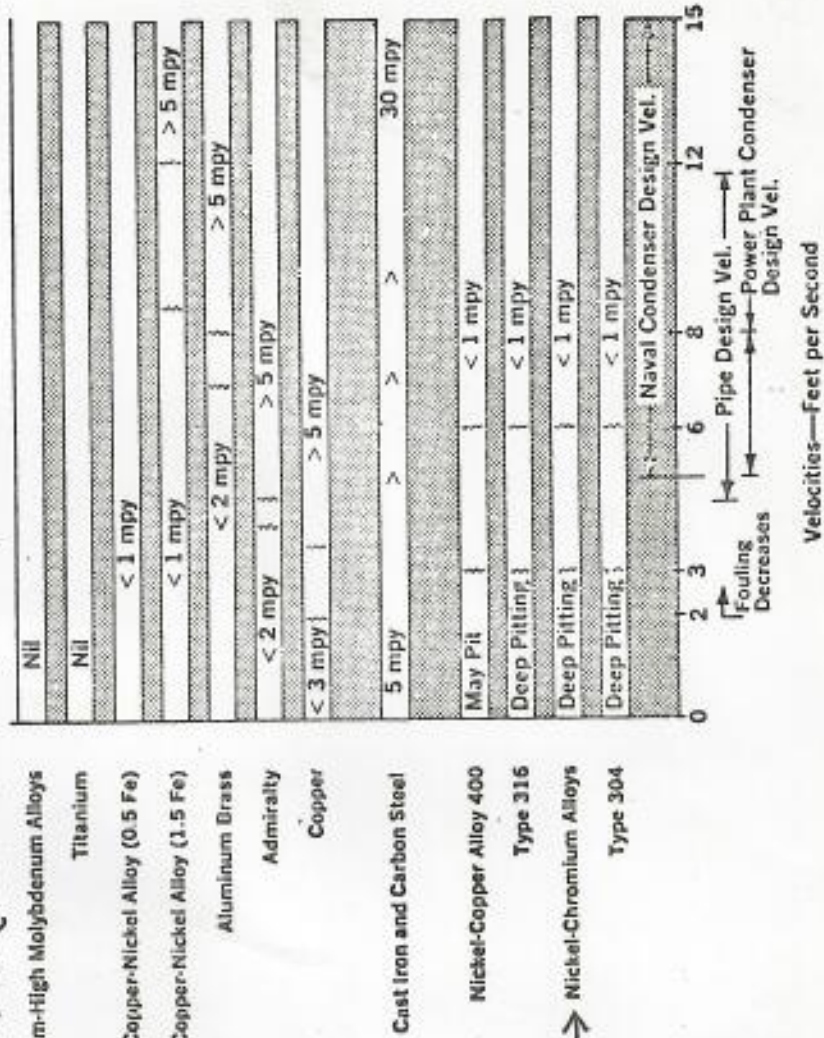 m-High Molybdenum Alloys Nil
Titanium Nil
Copper-Nickel Alloy (0.5 Fe) < 1 mpy
Copper-Nickel Alloy (1.5 Fe) < 1 mpy > 5 mpy
Aluminum Brass < 2 mpy > 5 mpy
Admiralty < 2 mpy > 5 mpy
Copper < 3 mpy > 5 mpy
Cast Iron and Carbon Steel 5 mpy > > > 30 mpy
Nickel-Copper Alloy 400 May Pit < 1 mpy
Type 316 Deep Pitting < 1 mpy
Nickel-Chromium Alloys Deep Pitting < 1 mpy
Type 304 Deep Pitting < 1 mpy
Naval Condenser Design Vel.
0 2 3 6 8 12 15
Fouling
Decreases
Pipe Design Vel.
Power Plant Condenser
Design Vel.
Velocities—Feet per Second